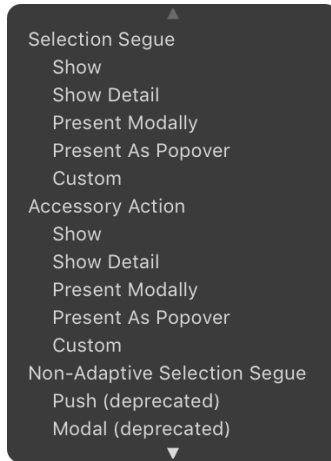 Selection Segue
Show
Show Detail
Present Modally
Present As Popover
Custom
Accessory Action
Show
Show Detail
Present Modally
Present As Popover
Custom
Non-Adaptive Selection Segue
Push (deprecated)
Modal (deprecated)